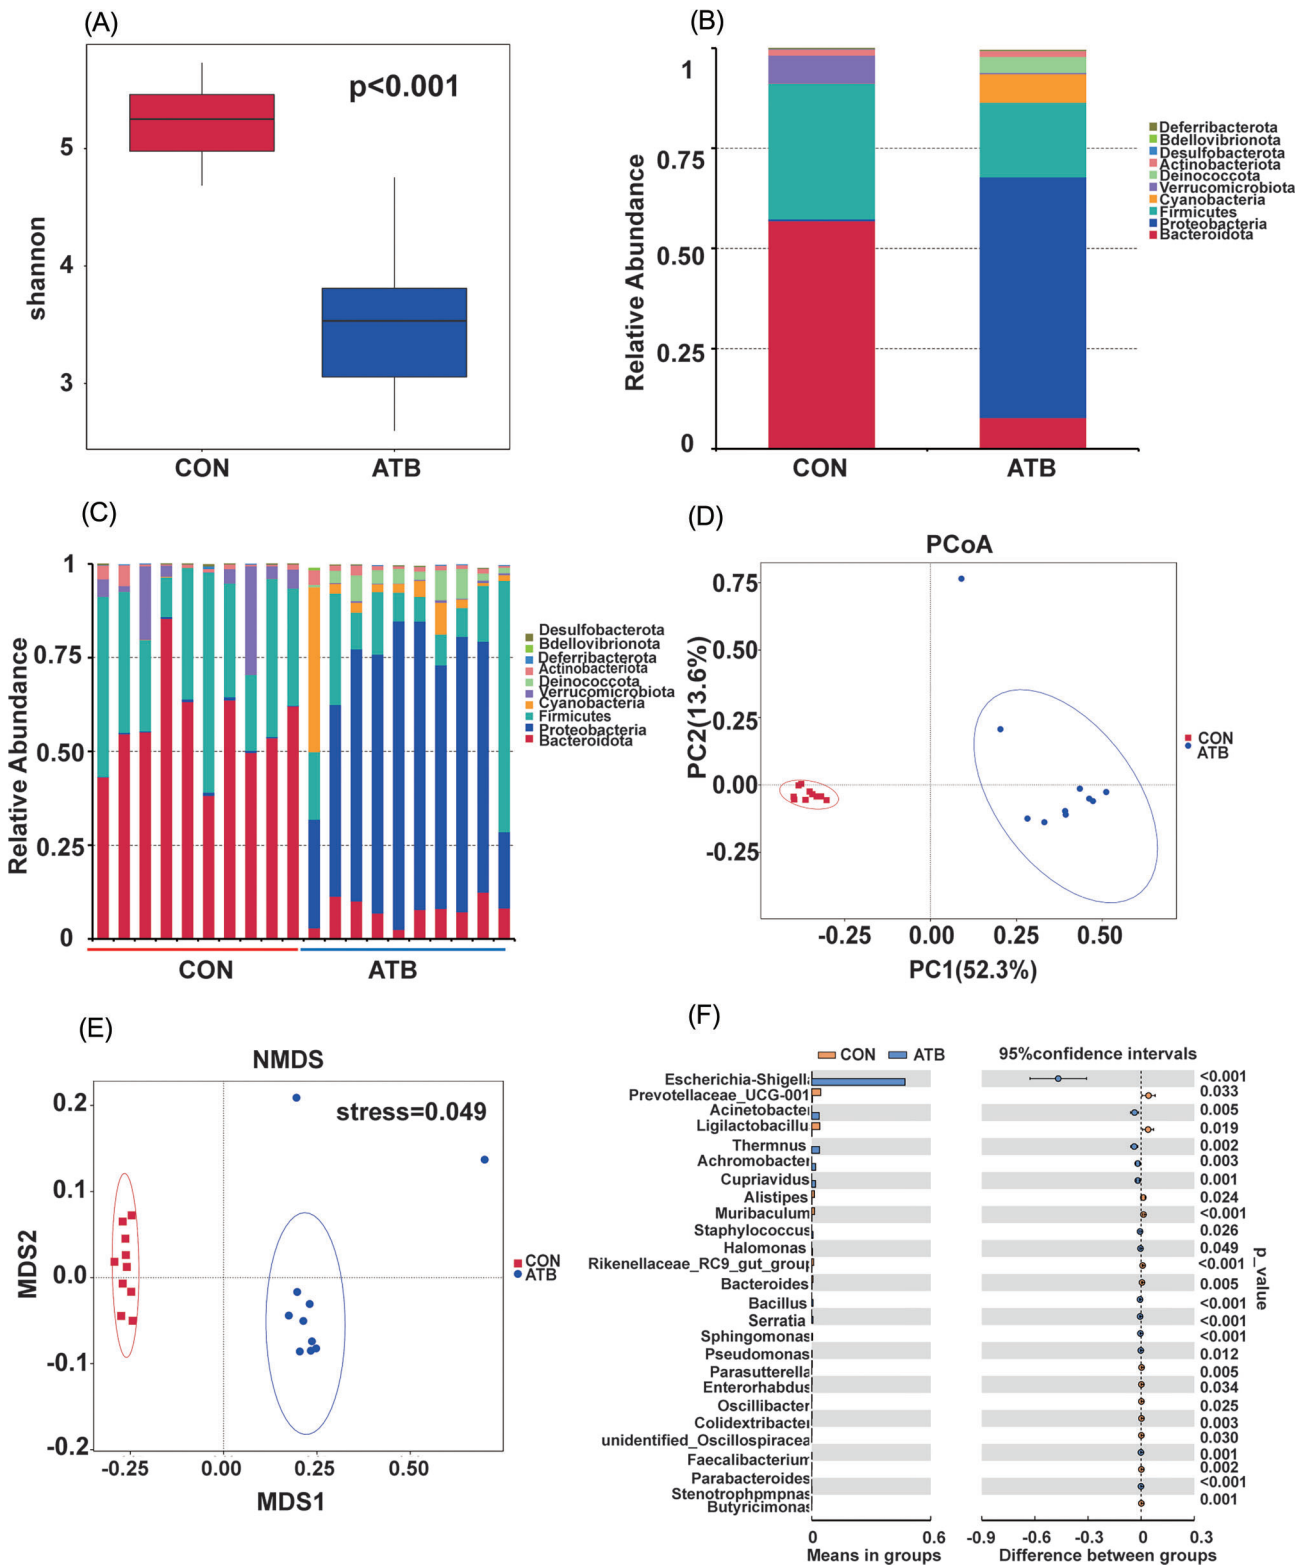 (A)
p<0.001
shannon
5
4
3
CON
ATB
(B)
Relative Abundance
1
0.75
0.50
0.25
0
CON
ATB
Deferribacterota
Bdellovibrionota
Desulfobacterota
Actinobacteriota
Deinococcota
Verrucomicrobiota
Cyanobacteria
Firmicutes
Proteobacteria
Bacteroidota
(C)
Relative Abundance
1
0.75
0.50
0.25
0
CON
ATB
Desulfobacterota
Bdellovibrionota
Deferribacterota
Actinobacteriota
Deinococcota
Verrucomicrobiota
Cyanobacteria
Firmicutes
Proteobacteria
Bacteroidota
(D)
PCoA
PC2(13.6%)
0.75
0.50
0.25
0.00
-0.25
-0.25
0.00
0.25
0.50
PC1(52.3%)
CON
ATB
(E)
NMDS
stress=0.049
MDS2
0.2
0.1
0.0
-0.1
-0.2
-0.25
0.00
0.25
0.50
MDS1
CON
ATB
(F)
CON
ATB
95%confidence intervals
Escherichia-Shigell
<0.001
Prevotellaceae_UCG-001
0.033
Acinetobacter
0.005
Ligilactobacillu
0.019
Thermnus
0.002
Achromobacter
0.003
Cupriavidus
0.001
Alistipes
0.024
Muribaculum
<0.001
Staphylococcus
0.026
Halomonas
0.049
Rikenellaceae_RC9_gut_group
<0.001
Bacteroides
0.005
Bacillus
<0.001
Serratia
<0.001
Sphingomonas
<0.001
Pseudomonas
0.012
Parasutterella
0.005
Enterorhabdus
0.034
Oscillibacter
0.025
Colidextribacter
0.003
unidentified_Oscillospiracea
0.030
Faecalibacterium
0.001
0.002
Parabacteroides
<0.001
Stenotrophpmpnas
0.001
Butyricimonas
p_value
0
0.6
Means in groups
-0.9
-0.6
-0.3
0
0.3
Difference between groups